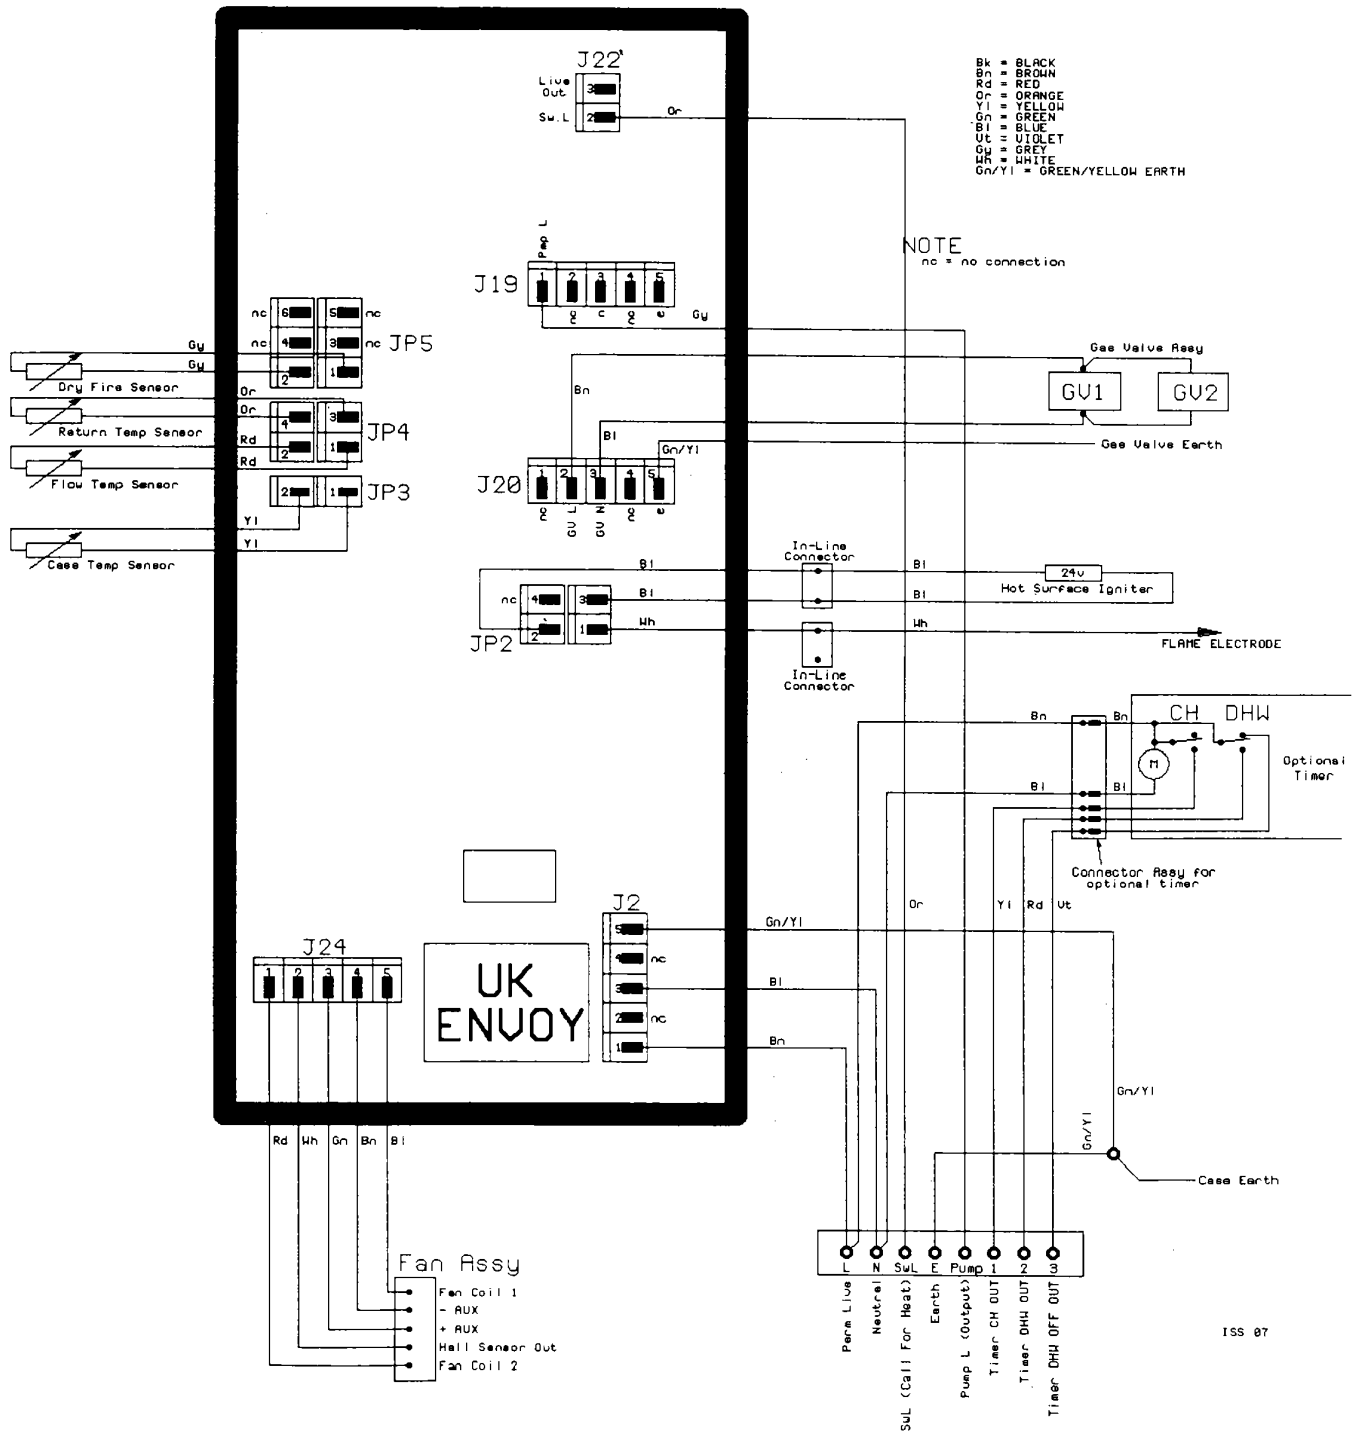 J22
Live
Out
3
Sw.L
2
Or
Bk = BLACK
Bn = BROWN
Rd = RED
Or = ORANGE
Yl = YELLOW
Gn = GREEN
Bl = BLUE
Vt = VIOLET
Gy = GREY
Wh = WHITE
Gn/Yl = GREEN/YELLOW EARTH
NOTE
nc = no connection
Pmp L
J19
1 2 3 4 5
nc c nc e
Gy
nc 6 5 nc
nc 4 3 nc
JP5
2 1
Gy
Gy
Dry Fire Sensor
Or
Or
4 3
JP4
2 1
Return Temp Sensor
Rd
Rd
Flow Temp Sensor
2 1
JP3
Yl
Yl
Case Temp Sensor
Bn
Bl
Gn/Yl
Gas Valve Assy
GV1
GV2
Gas Valve Earth
J20
1 2 3 4 5
nc
GV L
GV N
nc
e
In-Line
Connector
Bl
Bl
24v
Hot Surface Igniter
Bl
Bl
nc 4 3
2 1
JP2
Wh
Wh
FLAME ELECTRODE
In-Line
Connector
Bn
Bn
CH DHW
M
Optional
Timer
Bl
Bl
Connector Assy for
optional timer
Or
Yl
Rd
Vt
J2
5
4 nc
3
2 nc
1
Gn/Yl
Bl
Bn
J24
1 2 3 4 5
UK
ENVOY
Gn/Yl
Gn/Yl
Case Earth
Rd Wh Gn Bn Bl
Fan Assy
Fan Coil 1
- AUX
+ AUX
Hall Sensor Out
Fan Coil 2
L N SwL E Pump 1 2 3
Perm Live
Neutral
SwL (Call For Heat)
Earth
Pump L (Output)
Timer CH OUT
Timer DHW OUT
Timer DHW OFF OUT
ISS 07